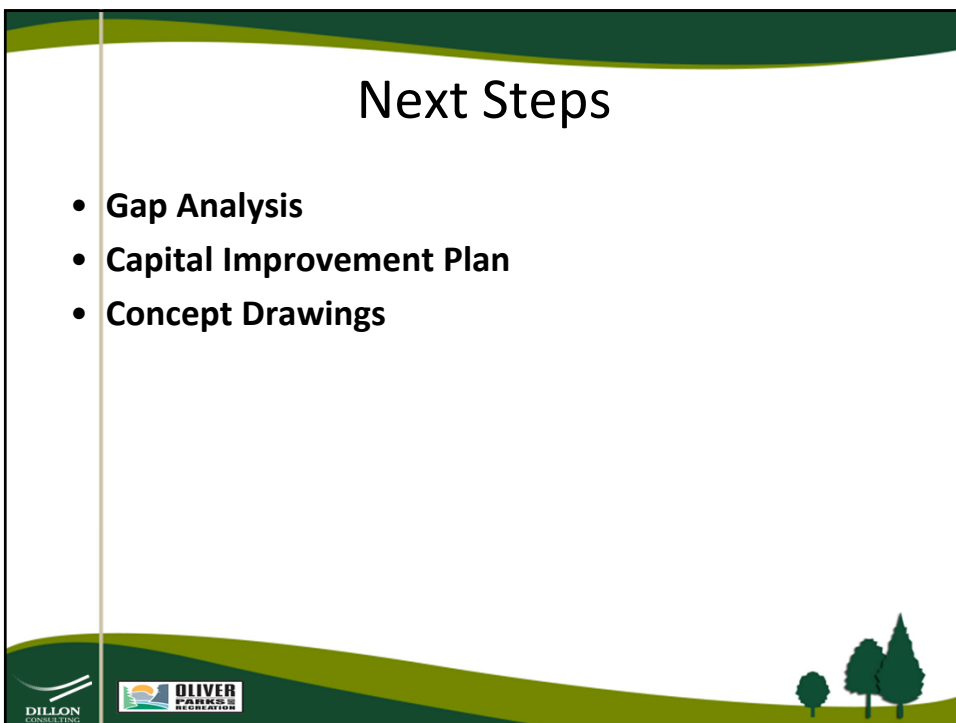 Next Steps
• Gap Analysis
• Capital Improvement Plan
• Concept Drawings
DILLON
CONSULTING
OLIVER
PARKS &
RECREATION